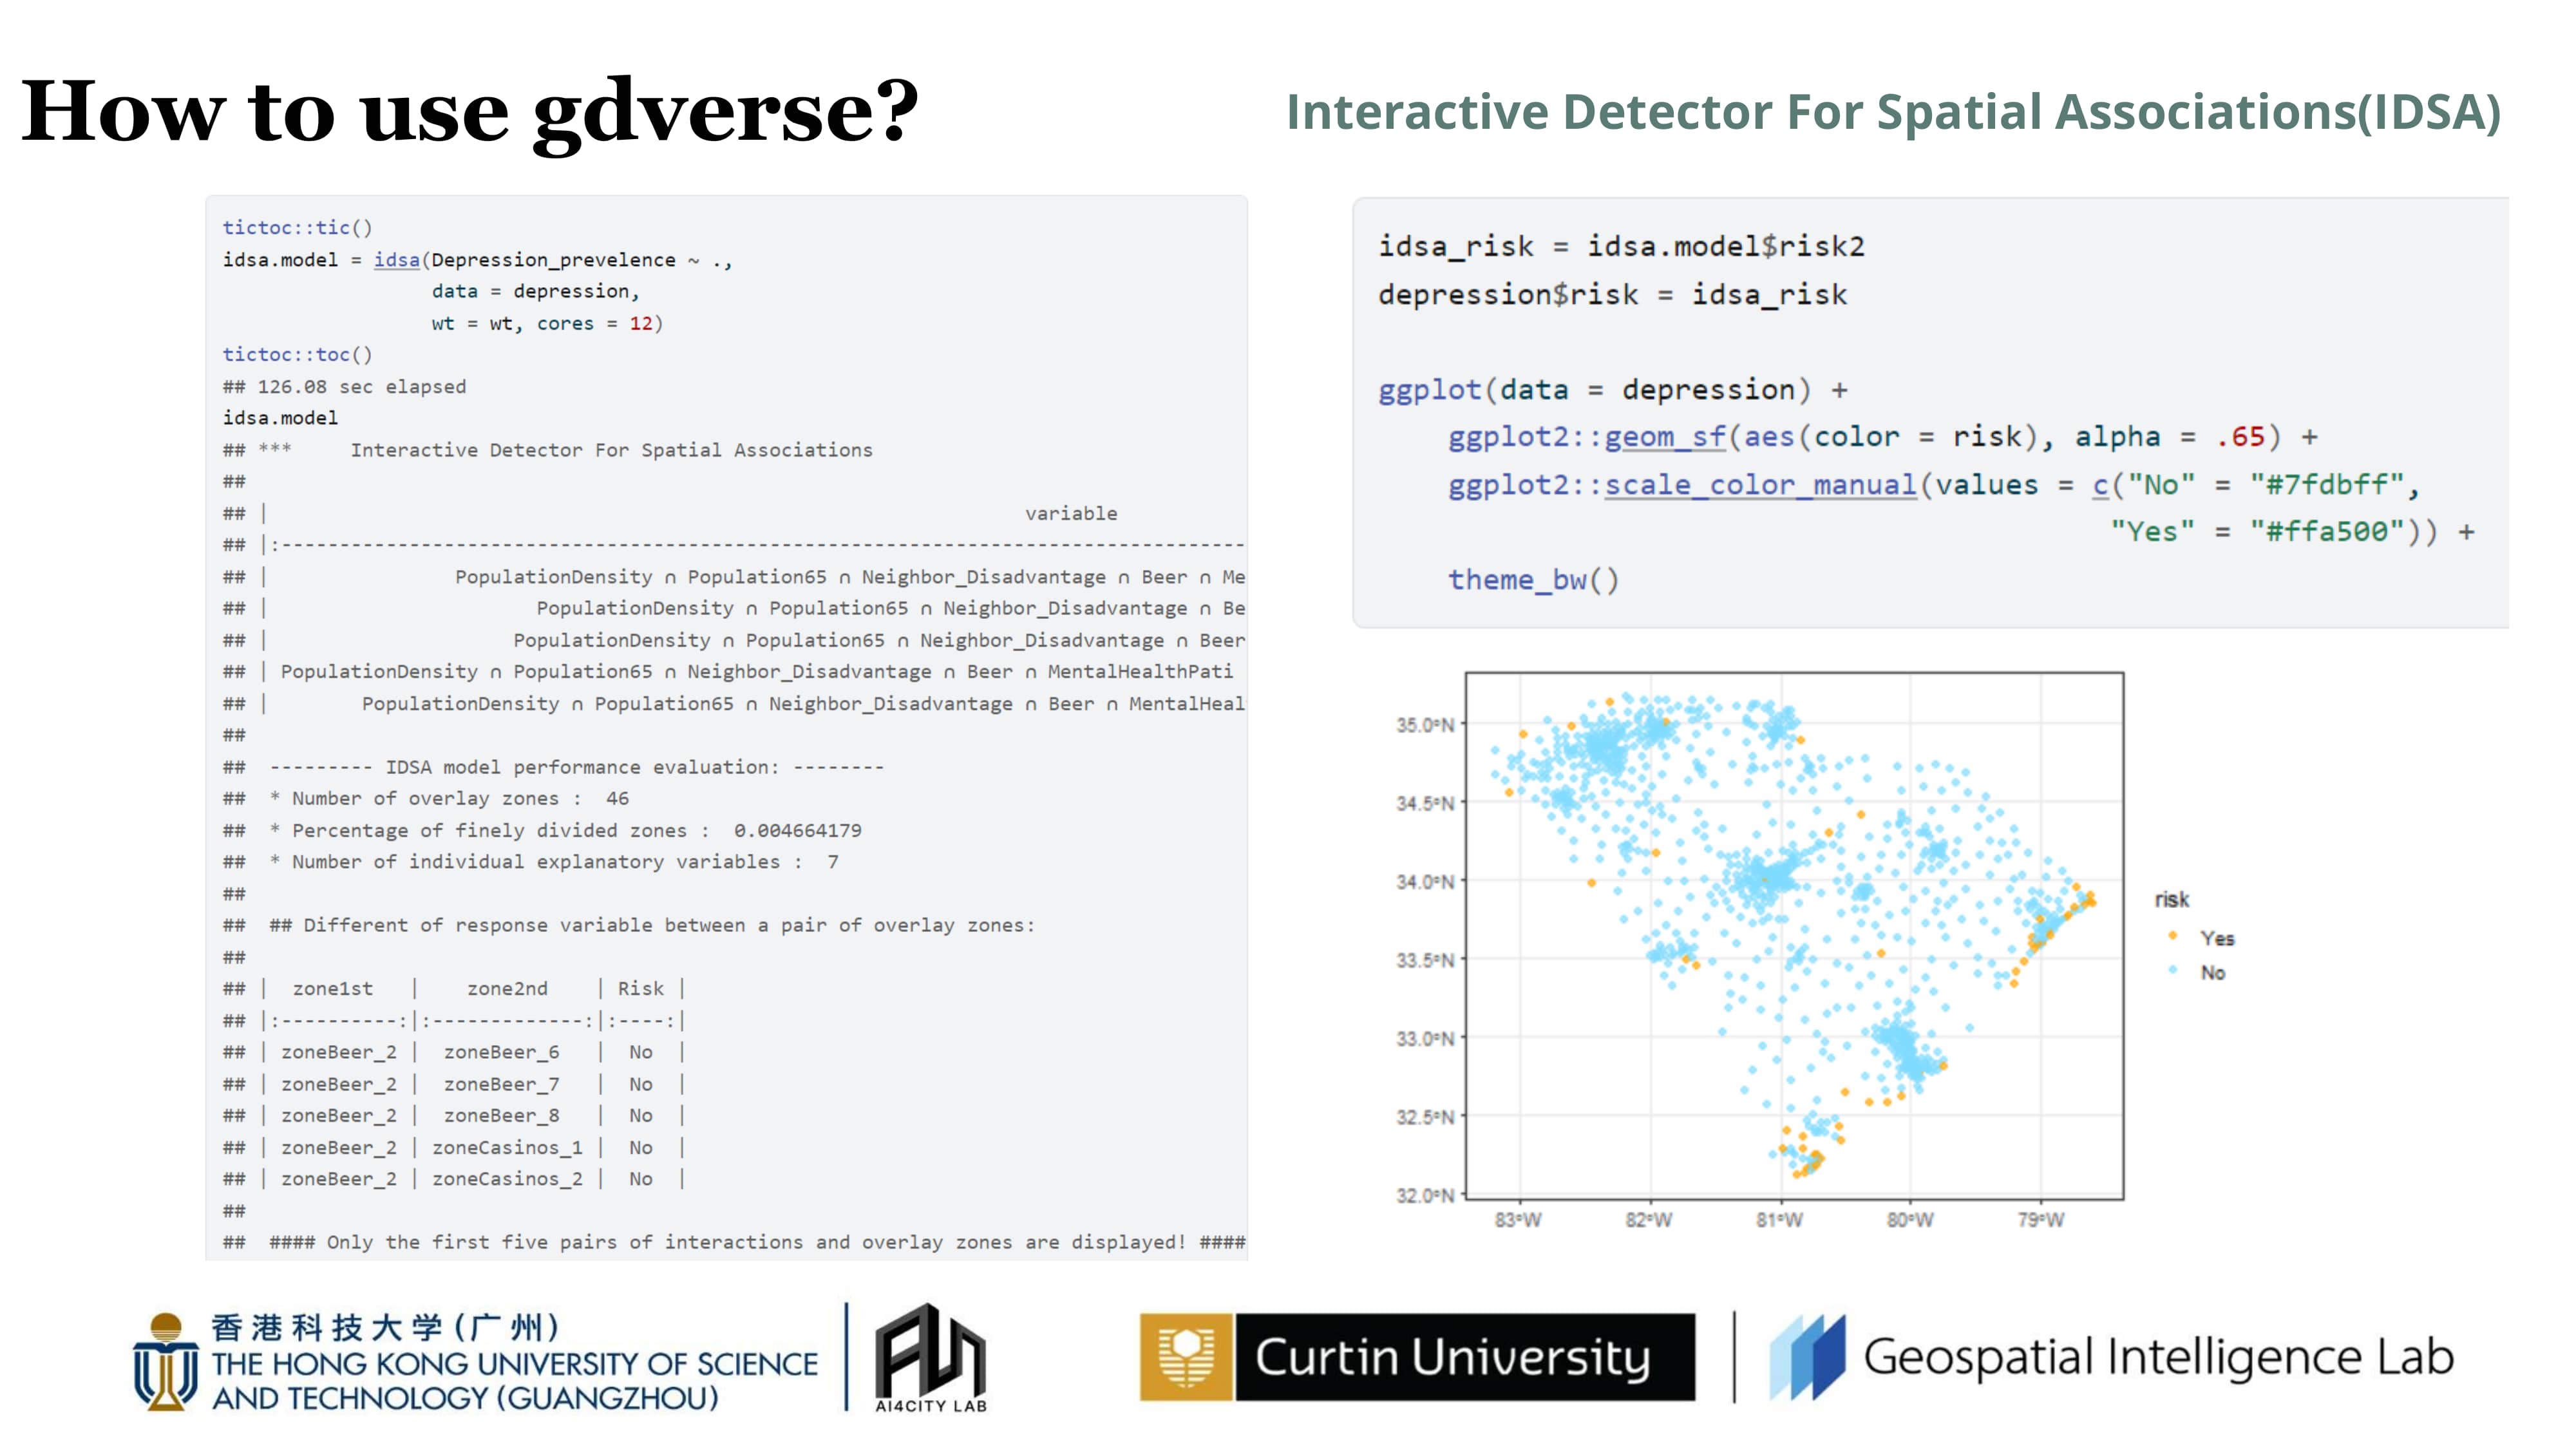 How to use gdverse?
Interactive Detector For Spatial Associations(IDSA)
tictoc::tic()
idsa.model = idsa(Depression_prevelence ~ .,
data = depression,
wt = wt, cores = 12)
tictoc::toc()
## 126.08 sec elapsed
idsa.model
## ***     Interactive Detector For Spatial Associations
##
## |                                                                 variable
## |:-----------------------------------------------------------------------------------
## |                PopulationDensity ∩ Population65 ∩ Neighbor_Disadvantage ∩ Beer ∩ Me
## |                       PopulationDensity ∩ Population65 ∩ Neighbor_Disadvantage ∩ Be
## |                     PopulationDensity ∩ Population65 ∩ Neighbor_Disadvantage ∩ Beer
## | PopulationDensity ∩ Population65 ∩ Neighbor_Disadvantage ∩ Beer ∩ MentalHealthPati
## |        PopulationDensity ∩ Population65 ∩ Neighbor_Disadvantage ∩ Beer ∩ MentalHeal
##
##  --------- IDSA model performance evaluation: --------
##  * Number of overlay zones :  46
##  * Percentage of finely divided zones :  0.004664179
##  * Number of individual explanatory variables :  7
##
##  ## Different of response variable between a pair of overlay zones:
##
## |  zone1st   |    zone2nd    | Risk |
## |:----------:|:-------------:|:----:|
## | zoneBeer_2 |  zoneBeer_6   |  No  |
## | zoneBeer_2 |  zoneBeer_7   |  No  |
## | zoneBeer_2 |  zoneBeer_8   |  No  |
## | zoneBeer_2 | zoneCasinos_1 |  No  |
## | zoneBeer_2 | zoneCasinos_2 |  No  |
##
##  #### Only the first five pairs of interactions and overlay zones are displayed! ####
idsa_risk = idsa.model$risk2
depression$risk = idsa_risk
ggplot(data = depression) +
ggplot2::geom_sf(aes(color = risk), alpha = .65) +
ggplot2::scale_color_manual(values = c("No" = "#7fdbff",
"Yes" = "#ffa500")) +
theme_bw()
35.0°N
34.5°N
34.0°N
33.5°N
33.0°N
32.5°N
32.0°N
83°W 82°W 81°W 80°W 79°W
risk
Yes
No
香港科技大学(广州)
THE HONG KONG UNIVERSITY OF SCIENCE
AND TECHNOLOGY (GUANGZHOU)
AI4CITY LAB
Curtin University
Geospatial Intelligence Lab